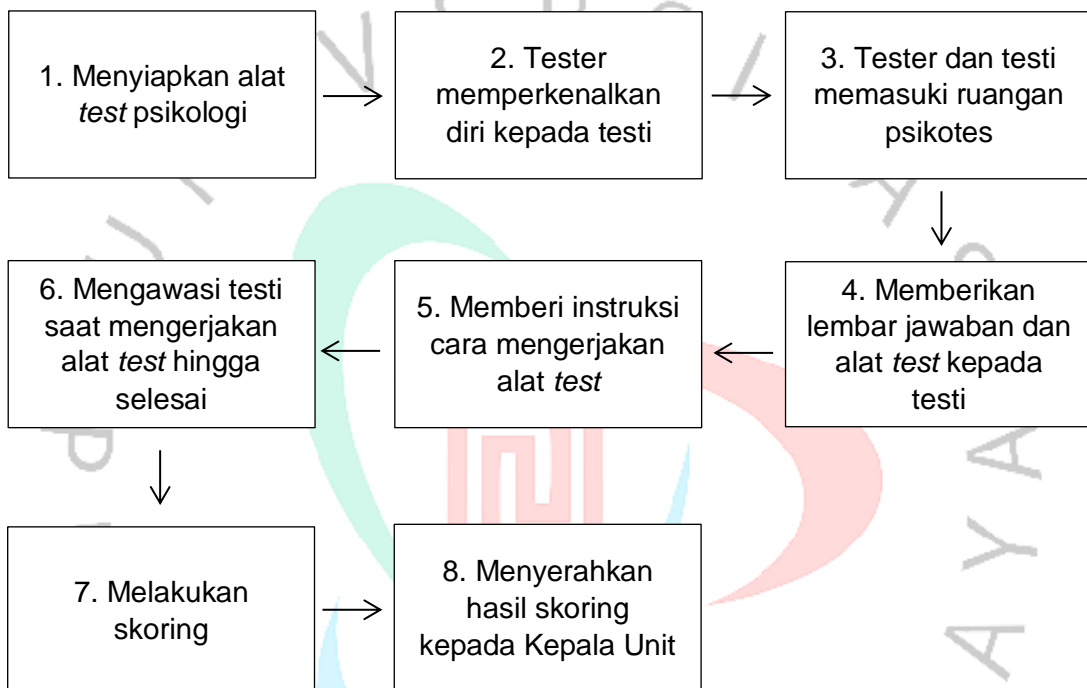 1. Menyiapkan alat
test psikologi
2. Tester
memperkenalkan
diri kepada testi
3. Tester dan testi
memasuki ruangan
psikotes
4. Memberikan
lembar jawaban dan
alat test kepada
testi
5. Memberi instruksi
cara mengerjakan
alat test
6. Mengawasi testi
saat mengerjakan
alat test hingga
selesai
7. Melakukan
skoring
8. Menyerahkan
hasil skoring
kepada Kepala Unit